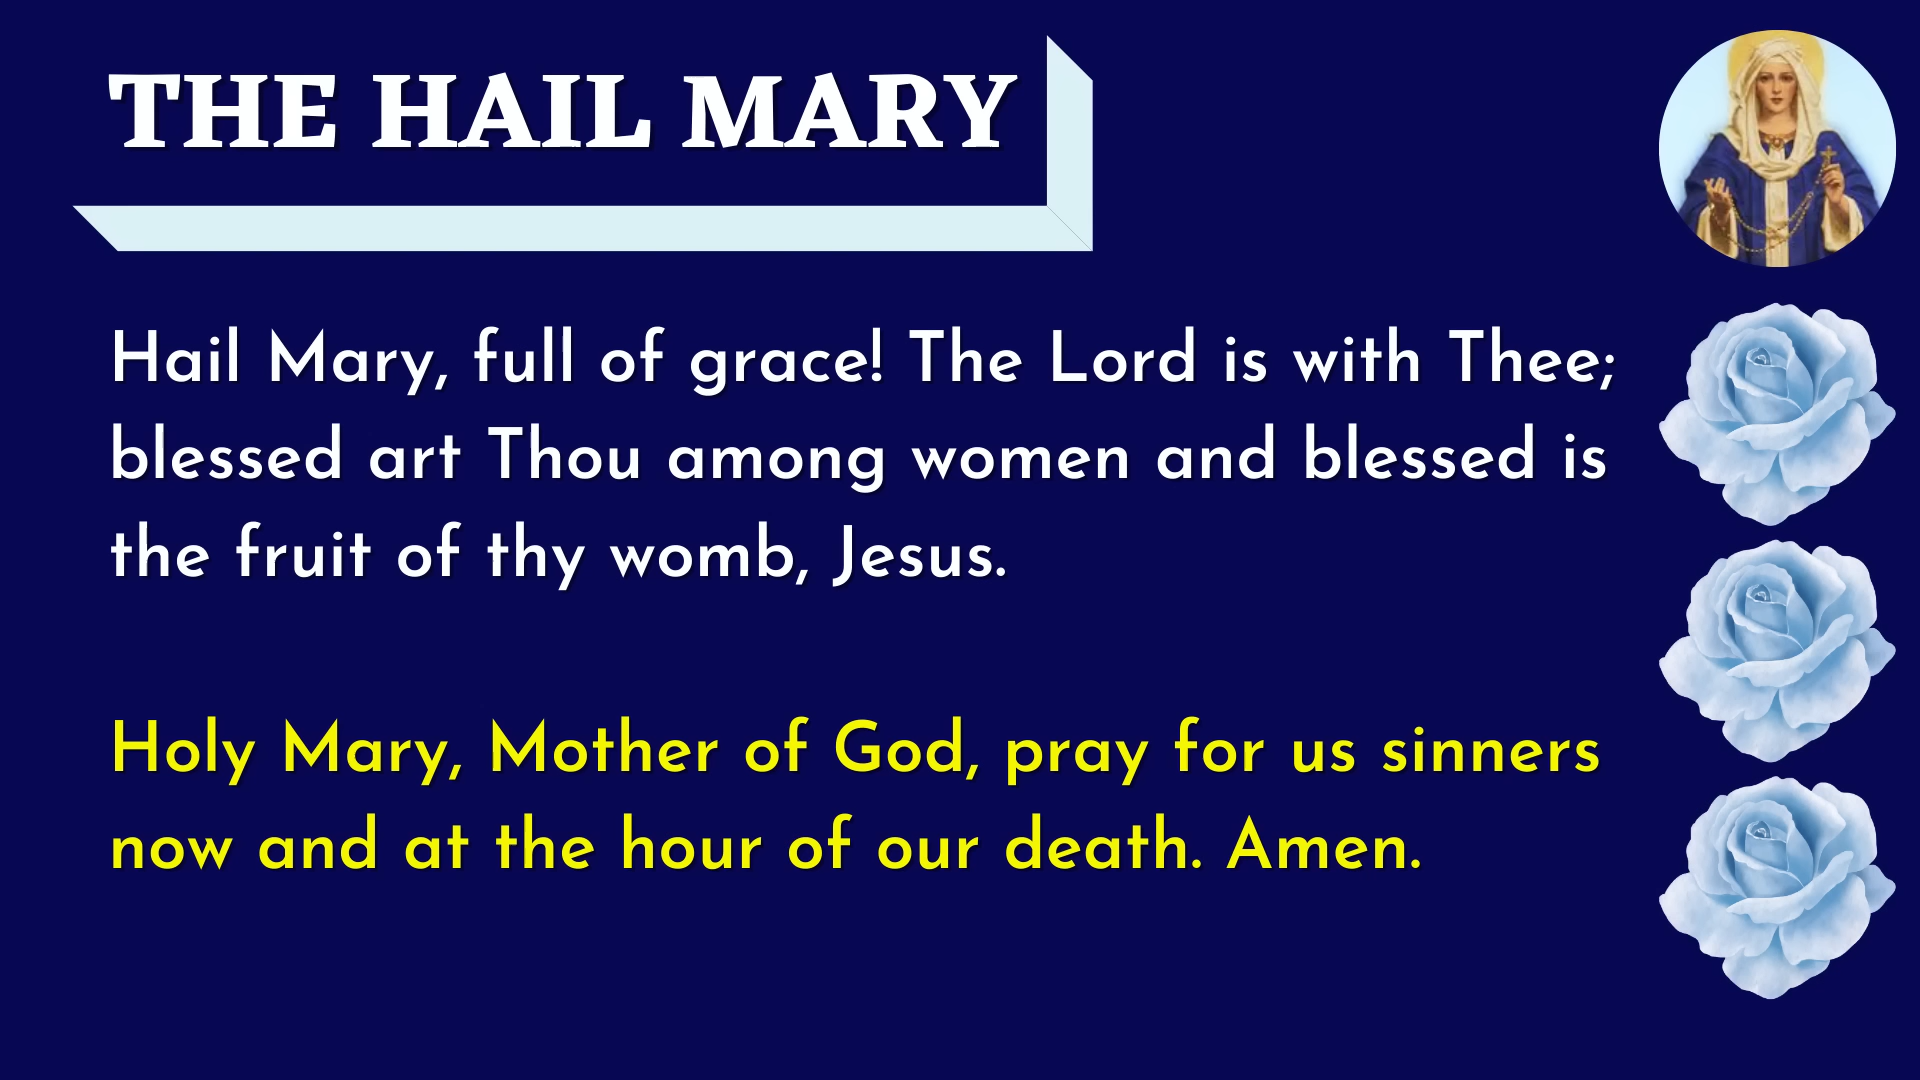 THE HAIL MARY
Hail Mary, full of grace! The Lord is with Thee;
blessed art Thou among women and blessed is
the fruit of thy womb, Jesus.
Holy Mary, Mother of God, pray for us sinners
now and at the hour of our death. Amen.